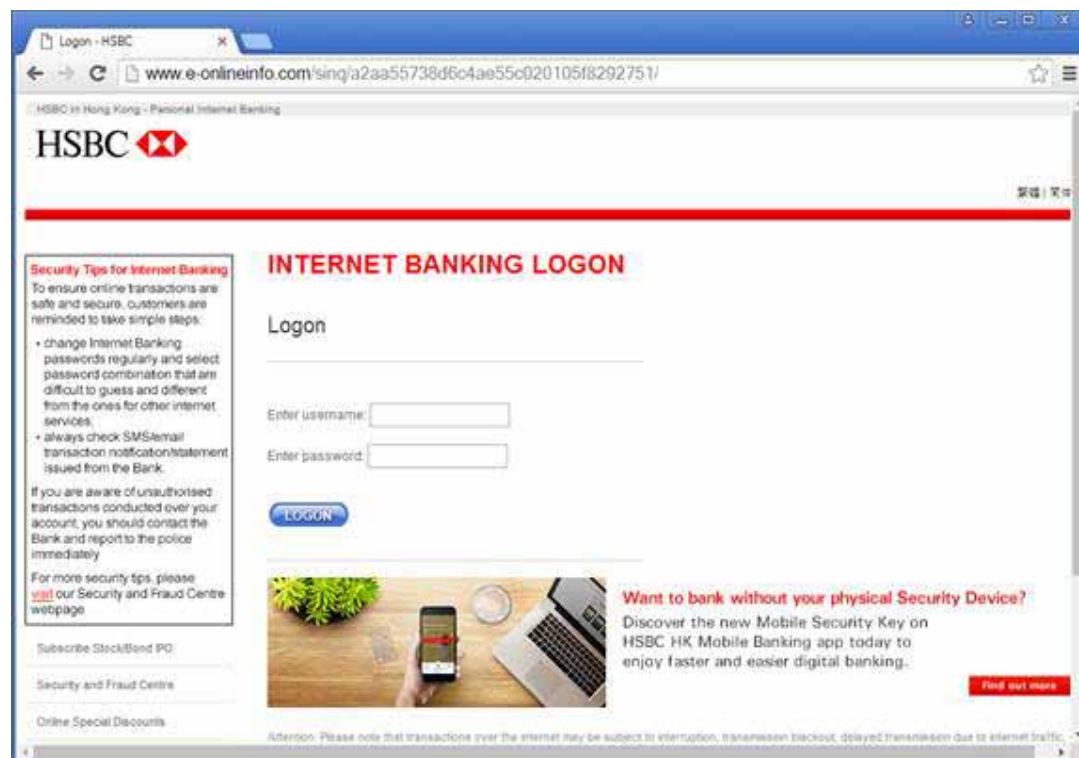 Logon - HSBC
www.e-onlineinfo.com/sing/a2aa55738d6c4ae55c020105f8292751/
HSBC in Hong Kong - Personal Internet Banking
HSBC
繁體 | 简体
Security Tips for Internet Banking
To ensure online transactions are
safe and secure, customers are
reminded to take simple steps:
• change Internet Banking
passwords regularly and select
password combination that are
difficult to guess and different
from the ones for other internet
services;
• always check SMS/email
transaction notification/statement
issued from the Bank.
If you are aware of unauthorised
transactions conducted over your
account, you should contact the
Bank and report to the police
immediately
For more security tips, please
visit our Security and Fraud Centre
webpage
Subscribe Stock/Bond IPO
Security and Fraud Centre
Online Special Discounts
INTERNET BANKING LOGON
Logon
Enter username:
Enter password:
LOGON
Want to bank without your physical Security Device?
Discover the new Mobile Security Key on
HSBC HK Mobile Banking app today to
enjoy faster and easier digital banking.
Find out more
Attention: Please note that transactions over the internet may be subject to interruption, transmission blackout, delayed transmission due to internet traffic,